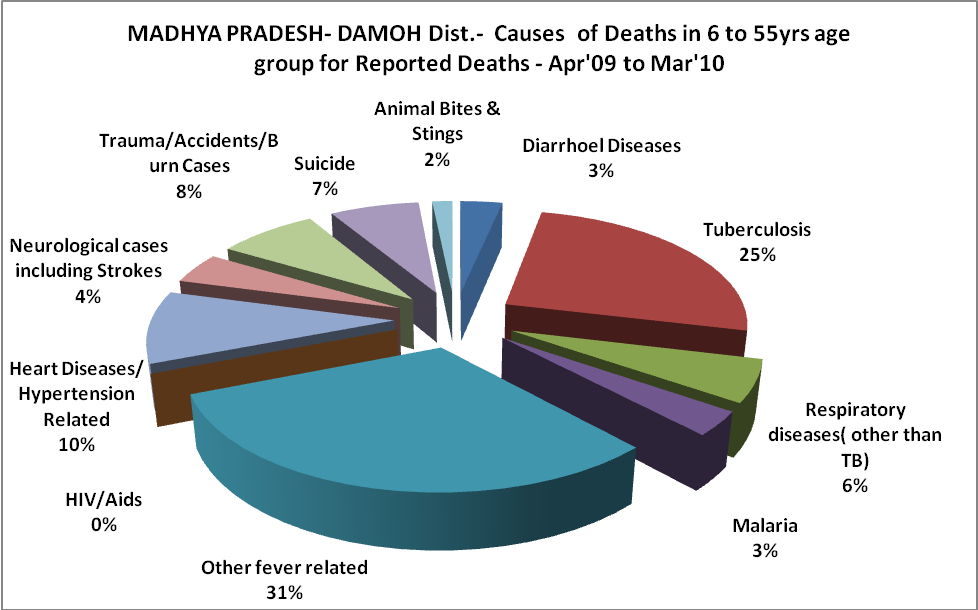 MADHYA PRADESH- DAMOH Dist.- Causes of Deaths in 6 to 55yrs age
group for Reported Deaths - Apr'09 to Mar'10
Animal Bites &
Stings
2%
Diarrhoel Diseases
3%
Trauma/Accidents/B
urn Cases
8%
Suicide
7%
Tuberculosis
25%
Neurological cases
including Strokes
4%
Heart Diseases/
Hypertension
Related
10%
Respiratory
diseases( other than
TB)
6%
HIV/Aids
0%
Malaria
3%
Other fever related
31%